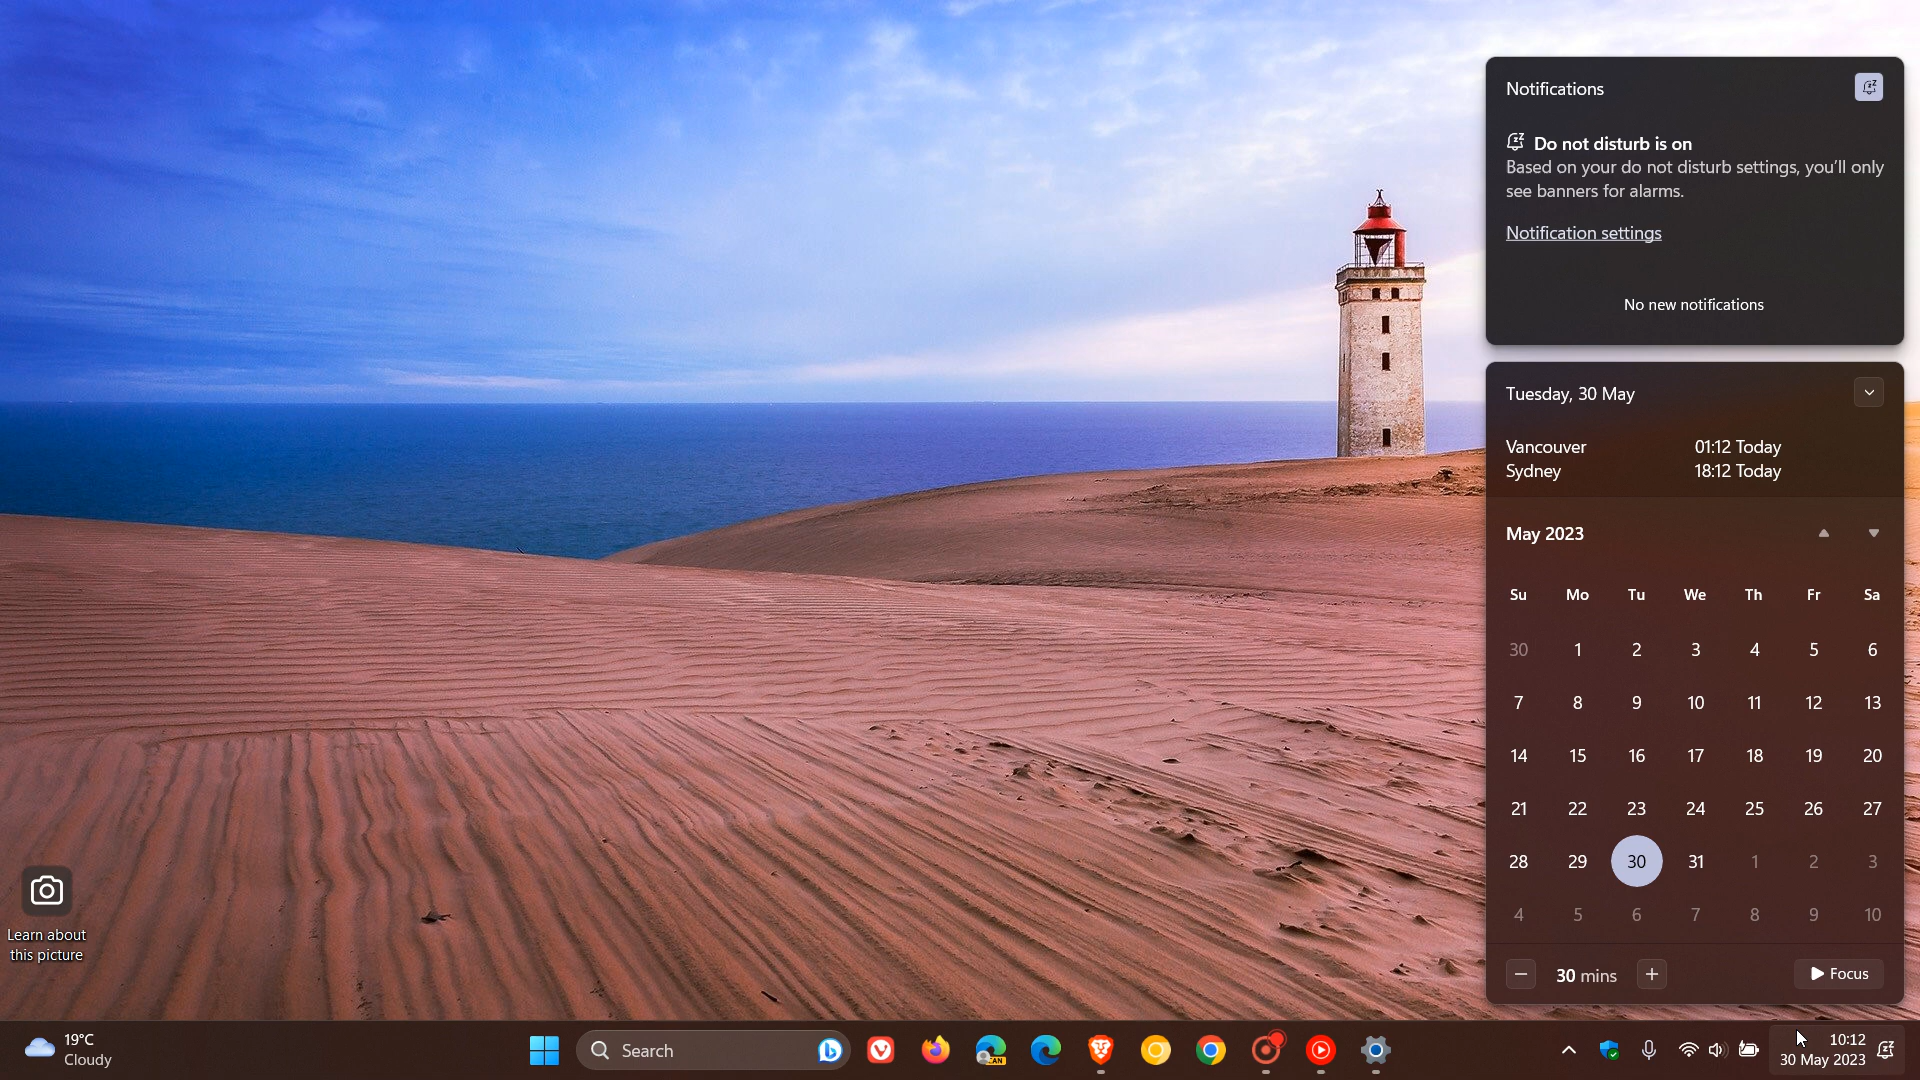 Notifications
Do not disturb is on
Based on your do not disturb settings, you'll only
see banners for alarms.
Notification settings
No new notifications
Tuesday, 30 May
Vancouver 01:12 Today
Sydney 18:12 Today
May 2023
Su Mo Tu We Th Fr Sa
30 1 2 3 4 5 6
7 8 9 10 11 12 13
14 15 16 17 18 19 20
21 22 23 24 25 26 27
28 29 30 31 1 2 3
4 5 6 7 8 9 10
30 mins Focus
Learn about
this picture
19°C
Cloudy
Search
CAN
10:12
30 May 2023